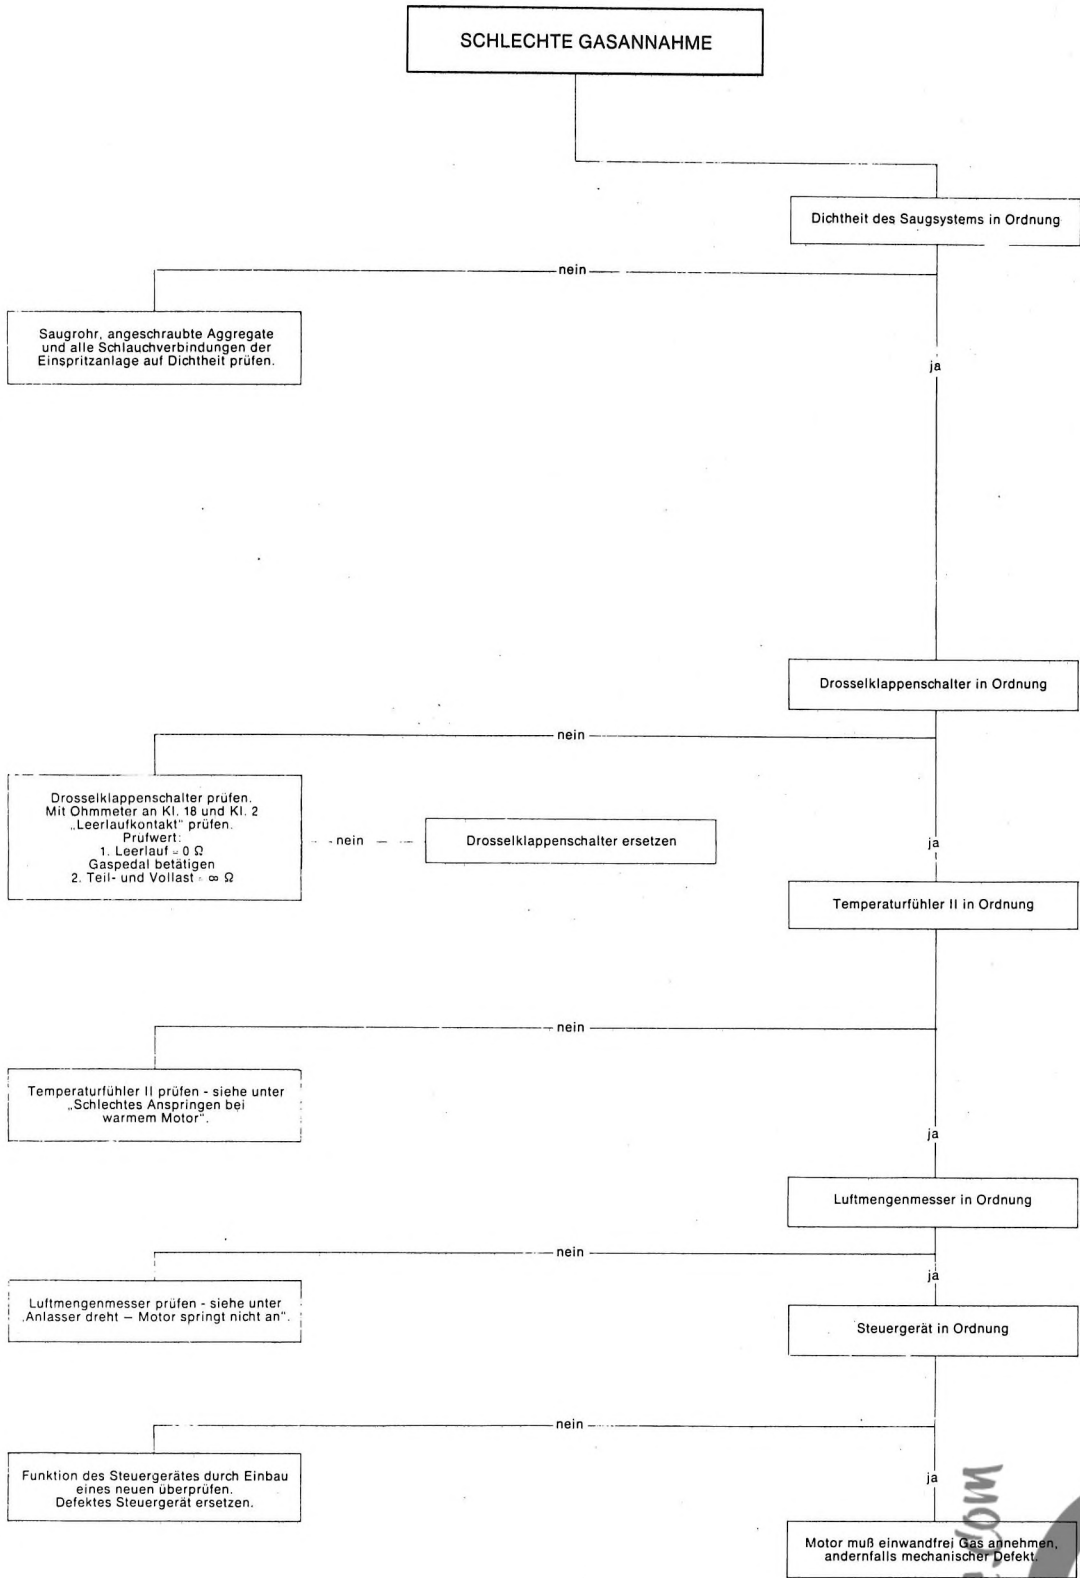 SCHLECHTE GASANNAHME
Dichtheit des Saugsystems in Ordnung
nein
Saugrohr, angeschraubte Aggregate
und alle Schlauchverbindungen der
Einspritzanlage auf Dichtheit prüfen.
ja
Drosselklappenschalter in Ordnung
nein
Drosselklappenschalter prüfen.
Mit Ohmmeter an Kl. 18 und Kl. 2
„Leerlaufkontakt" prüfen.
Prufwert:
1. Leerlauf = 0 Ω
Gaspedal betätigen
2. Teil- und Vollast = ∞ Ω
nein
Drosselklappenschalter ersetzen
ja
Temperaturfühler II in Ordnung
nein
Temperaturfühler II prüfen - siehe unter
„Schlechtes Anspringen bei
warmem Motor".
ja
Luftmengenmesser in Ordnung
nein
ja
Luftmengenmesser prüfen - siehe unter
„Anlasser dreht — Motor springt nicht an".
Steuergerät in Ordnung
nein
Funktion des Steuergerätes durch Einbau
eines neuen überprüfen.
Defektes Steuergerät ersetzen.
ja
Motor muß einwandfrei Gas annehmen,
andernfalls mechanischer Defekt.